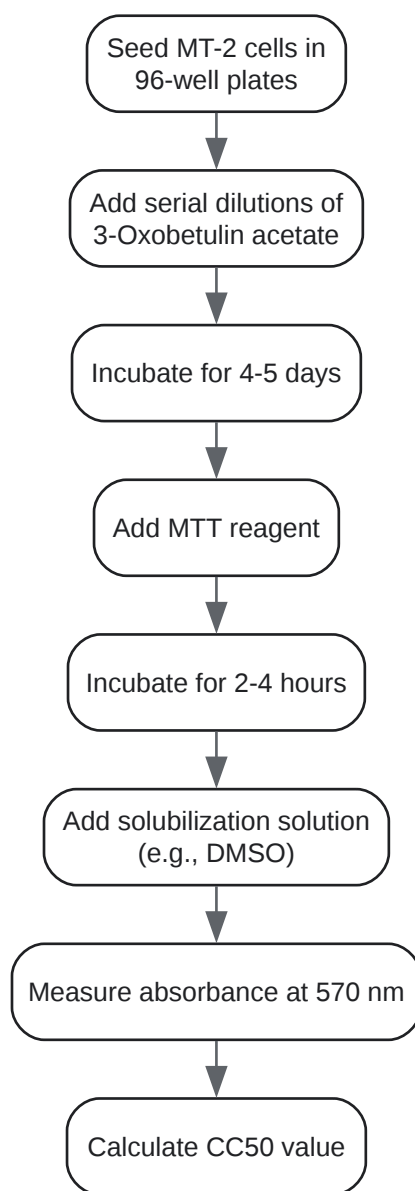 Seed MT-2 cells in
96-well plates
Add serial dilutions of
3-Oxobetulin acetate
Incubate for 4-5 days
Add MTT reagent
Incubate for 2-4 hours
Add solubilization solution
(e.g., DMSO)
Measure absorbance at 570 nm
Calculate CC50 value